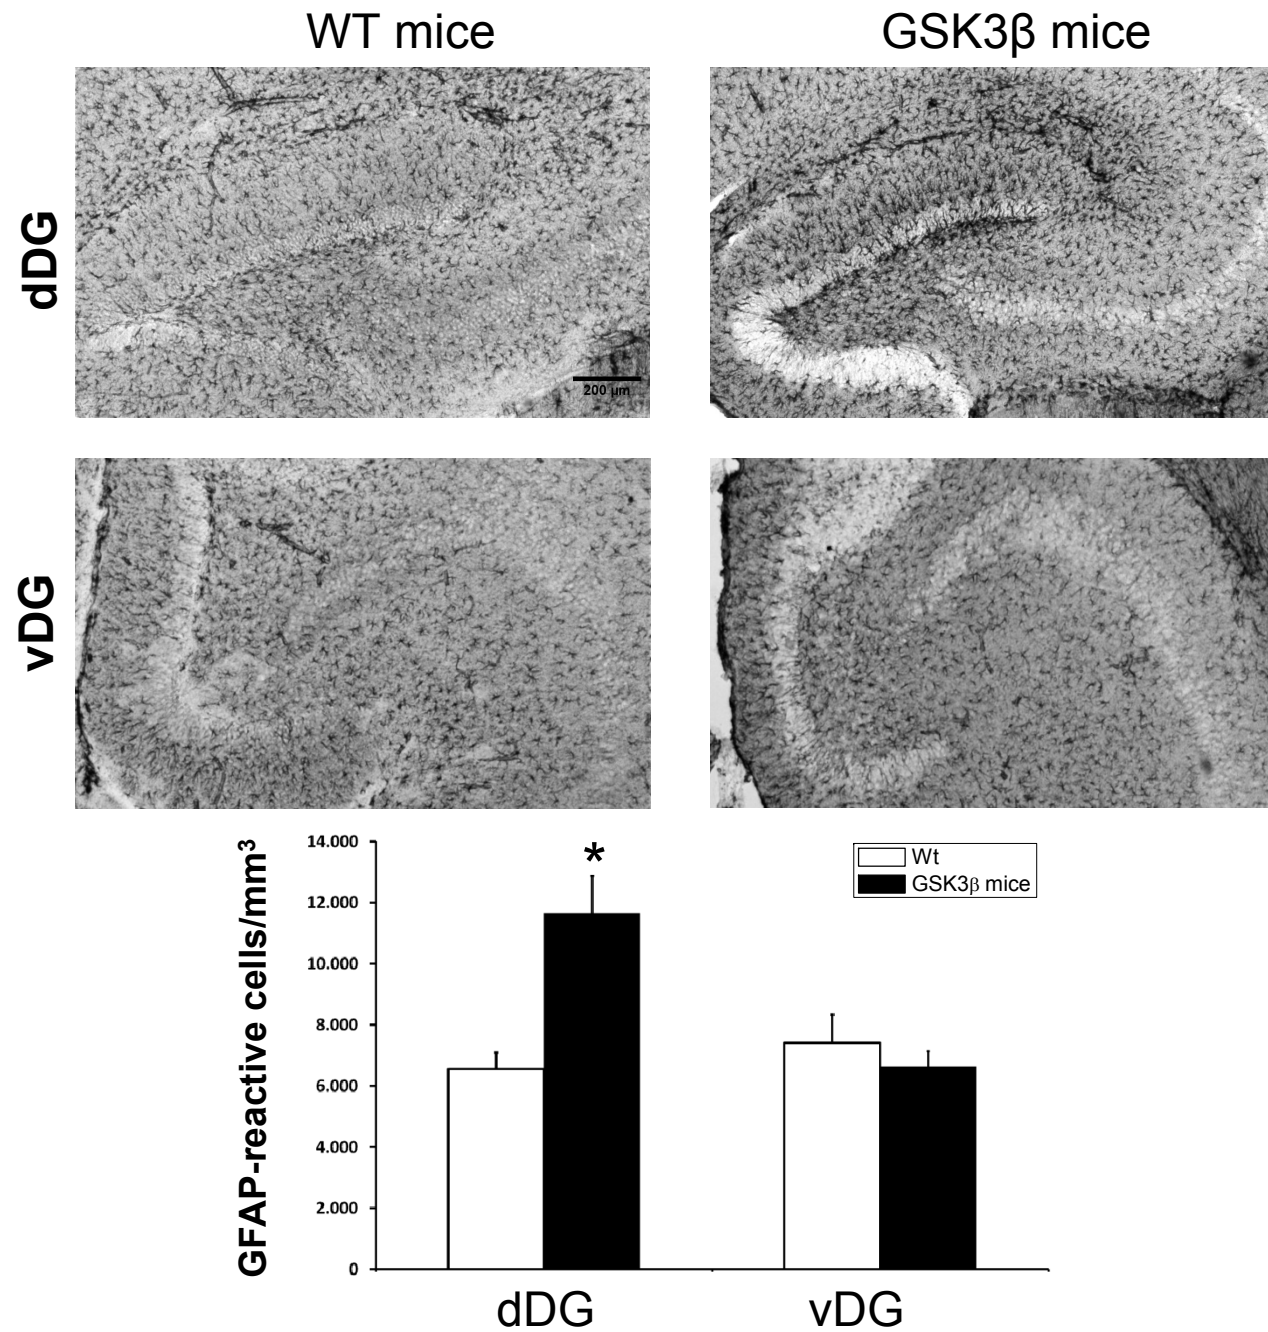 WT mice
GSK3β mice
dDG
200 µm
vDG
GFAP-reactive cells/mm³
14.000
12.000
10.000
8.000
6.000
4.000
2.000
0
*
Wt
GSK3β mice
dDG
vDG